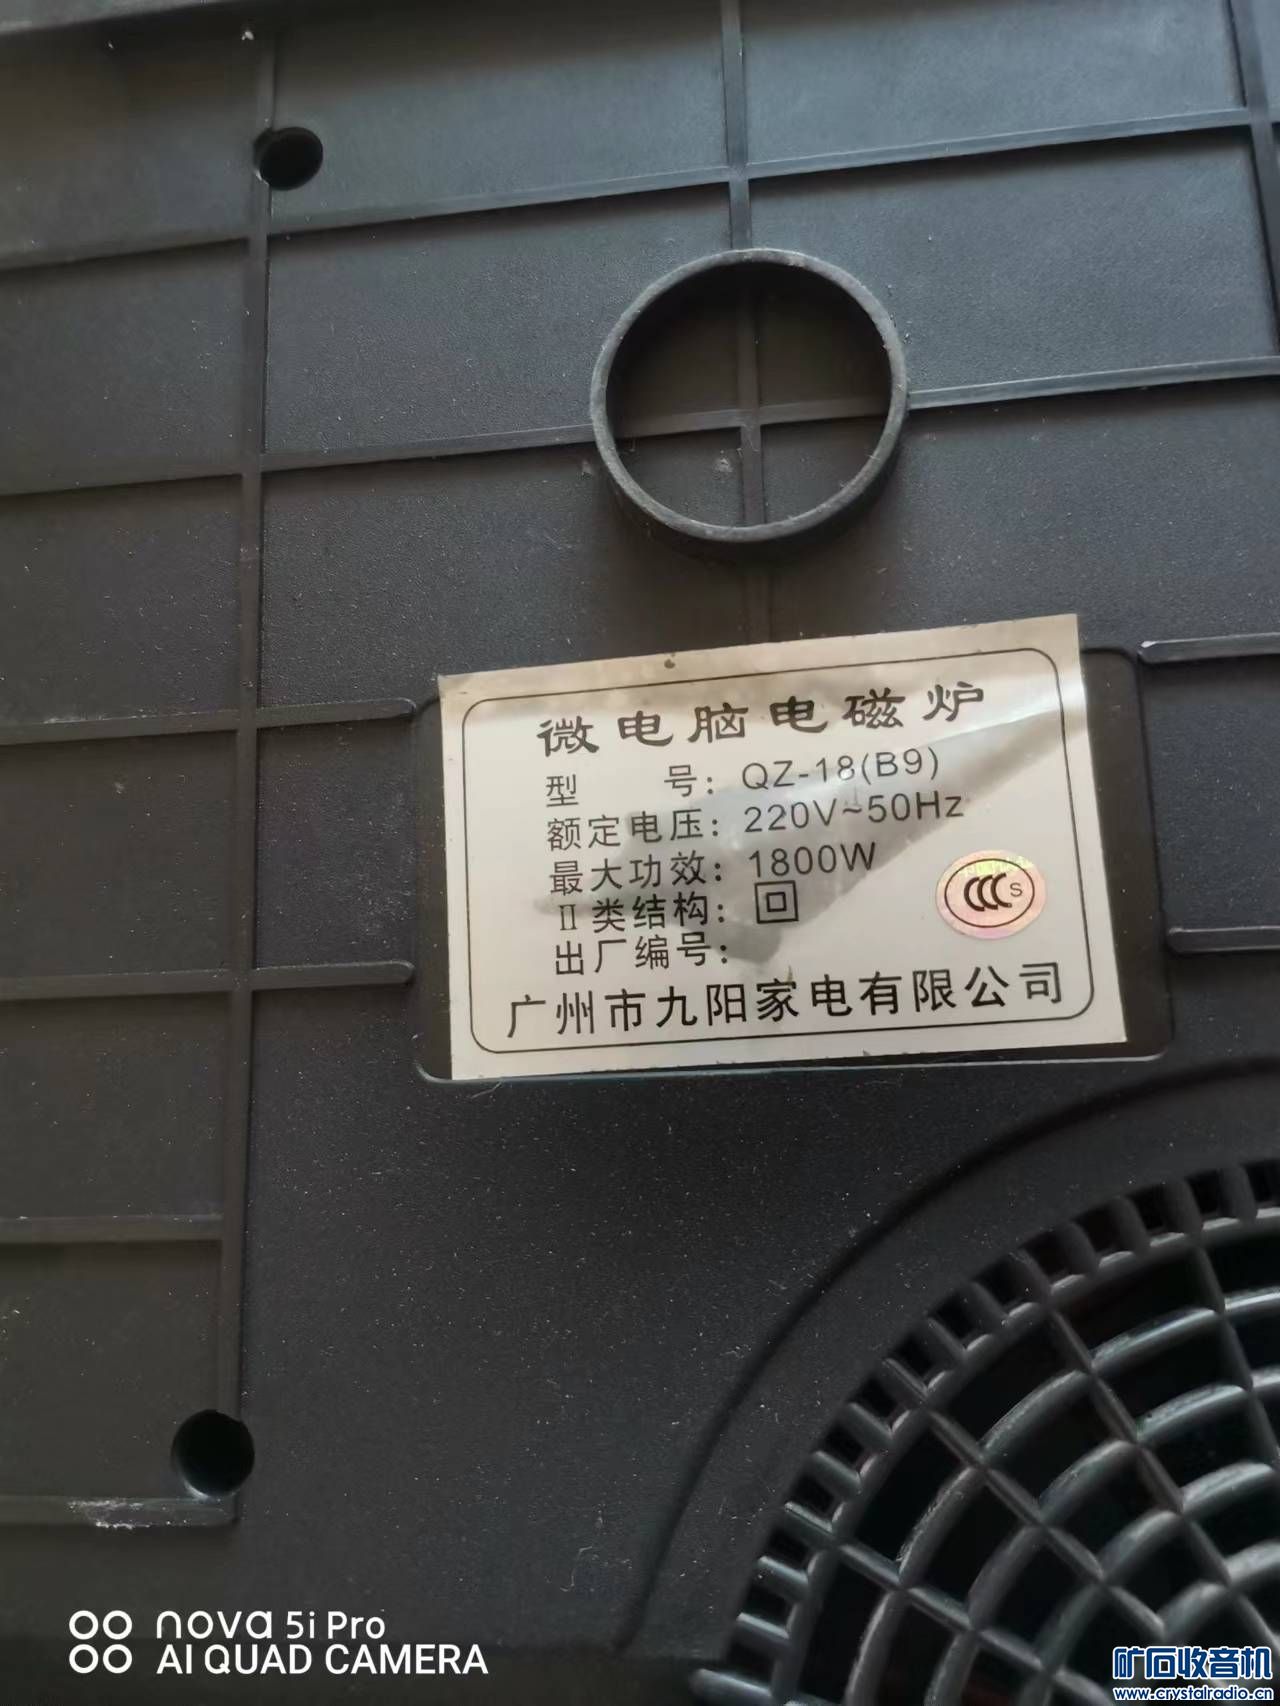 微电脑电磁炉
型 号：QZ-18(B9)
额定电压：220V~50Hz
最大功效：1800W
II类结构：回
出厂编号：
CCC S
广州市九阳家电有限公司
nova 5i Pro
AI QUAD CAMERA
矿石收音机
www.crystalradio.cn